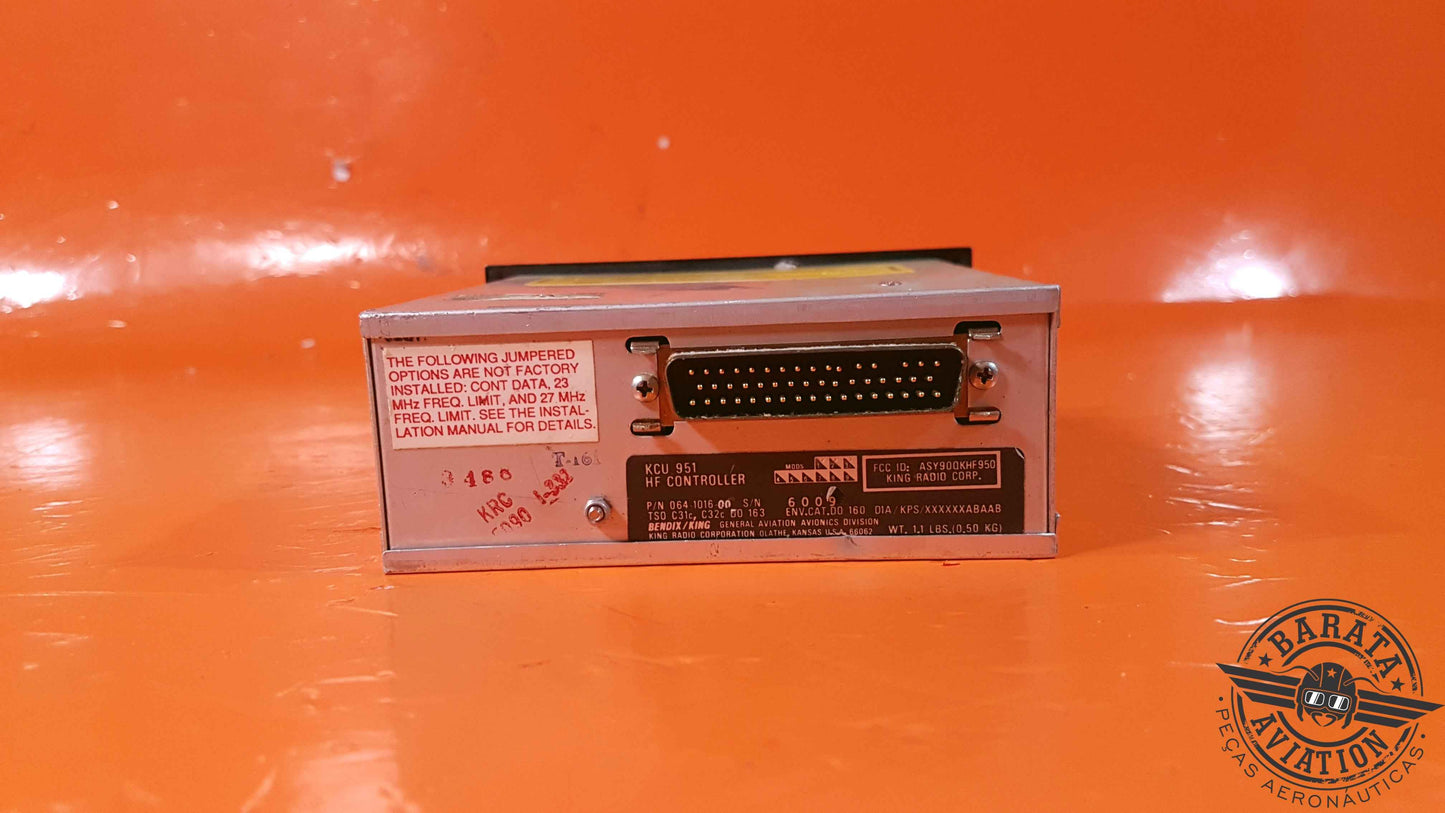 THE FOLLOWING JUMPERED
OPTIONS ARE NOT FACTORY
INSTALLED: CONT DATA, 23
MHz FREQ. LIMIT, AND 27 MHz
FREQ. LIMIT. SEE THE INSTAL-
LATION MANUAL FOR DETAILS.
T-161
3 488
KRC
KCU 951
HF CONTROLLER
MODS
FCC ID: ASY9OQKHF950
KING RADIO CORP.
P/N 064-1016-00 S/N 6009
TSO C31c, C32c DO 163 ENV.CAT.DO 160 D1A/KPS/XXXXXXABAAB
BENDIX/KING GENERAL AVIATION AVIONICS DIVISION
KING RADIO CORPORATION OLATHE, KANSAS U.S.A. 66062 WT. 1.1 LBS.(0.50 KG)
BARATA
AVIATION
• PEÇAS AERONÁUTICAS •